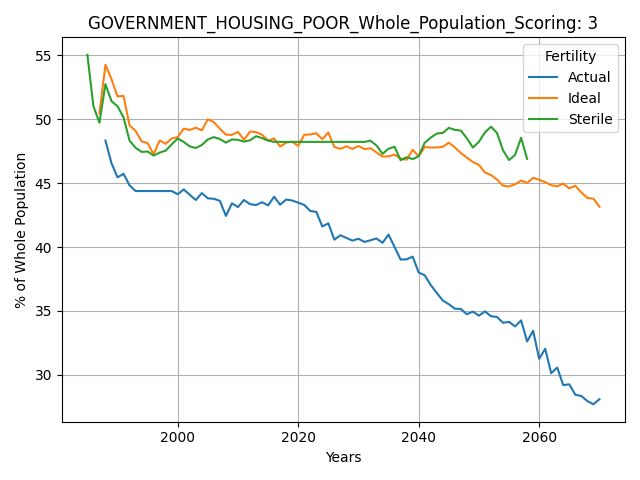 GOVERNMENT_HOUSING_POOR_Whole_Population_Scoring: 3
Fertility
Actual
Ideal
Sterile
% of Whole Population
55
50
45
40
35
30
2000
2020
2040
2060
Years